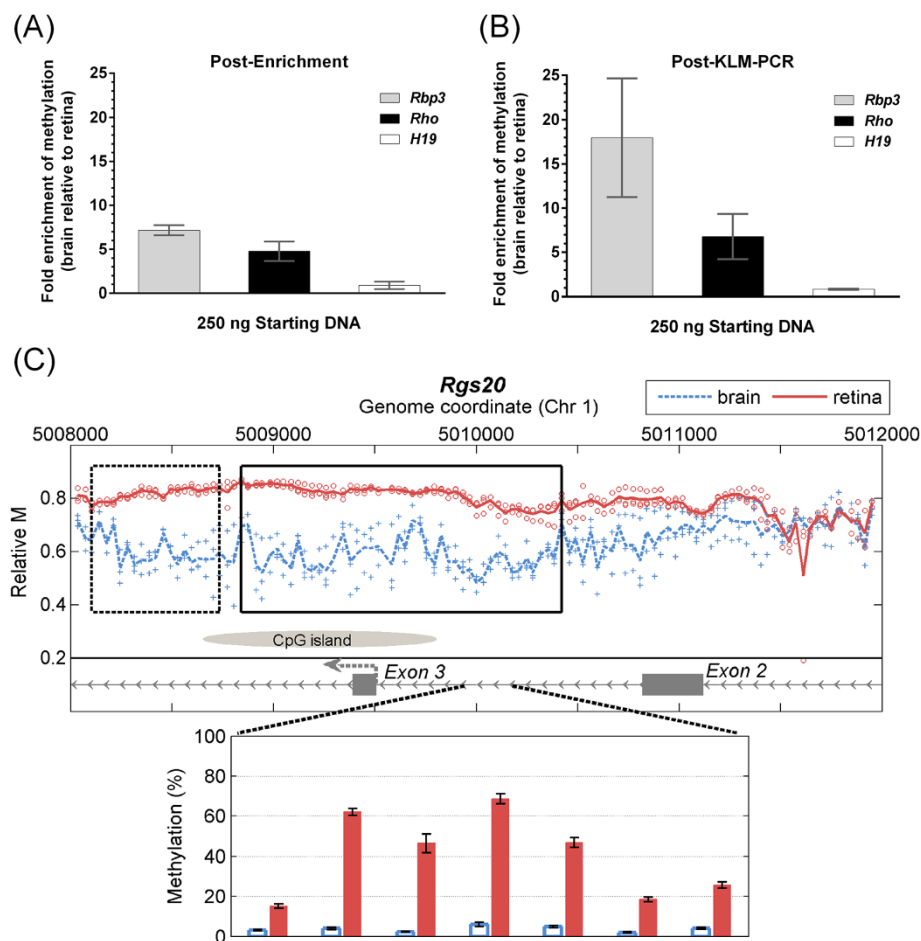 (A)
Post-Enrichment
Fold enrichment of methylation
(brain relative to retina)
25
20
15
10
5
0
Rbp3
Rho
H19
250 ng Starting DNA
(B)
Post-KLM-PCR
Fold enrichment of methylation
(brain relative to retina)
25
20
15
10
5
0
Rbp3
Rho
H19
250 ng Starting DNA
(C)
Rgs20
Genome coordinate (Chr 1)
brain retina
5008000 5009000 5010000 5011000 5012000
Relative M
0.8
0.6
0.4
0.2
CpG island
Exon 3
Exon 2
Methylation (%)
100
80
60
40
20
0